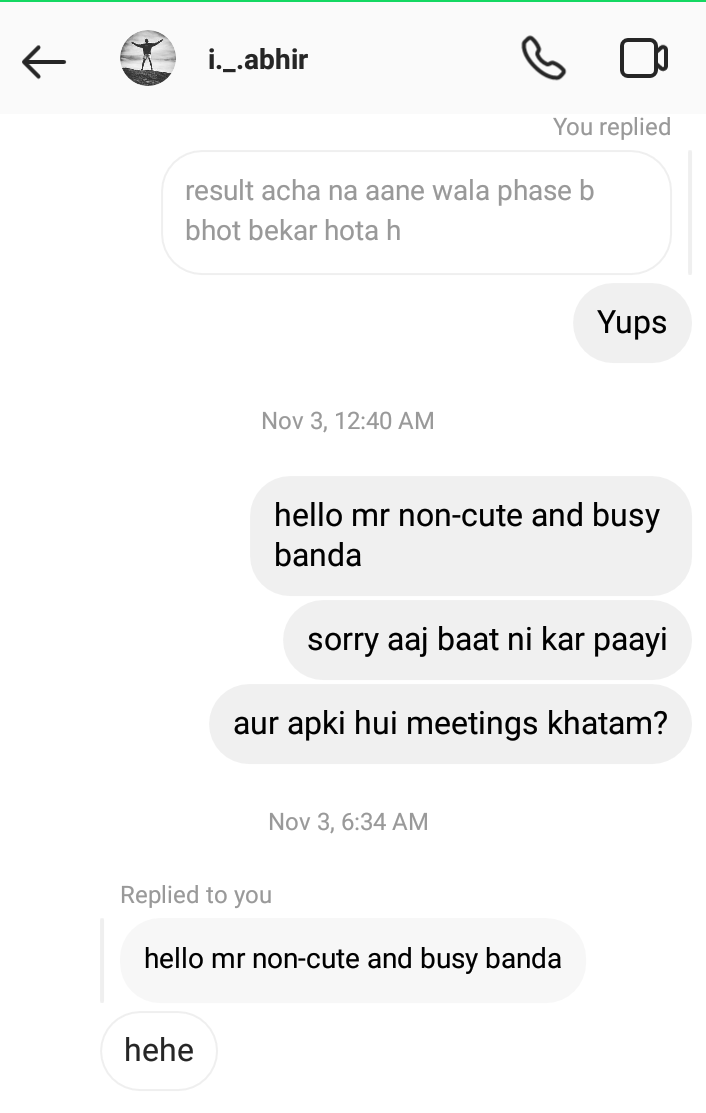 i._.abhir
You replied
result acha na aane wala phase b
bhot bekar hota h
Yups
Nov 3, 12:40 AM
hello mr non-cute and busy
banda
sorry aaj baat ni kar paayi
aur apki hui meetings khatam?
Nov 3, 6:34 AM
Replied to you
hello mr non-cute and busy banda
hehe